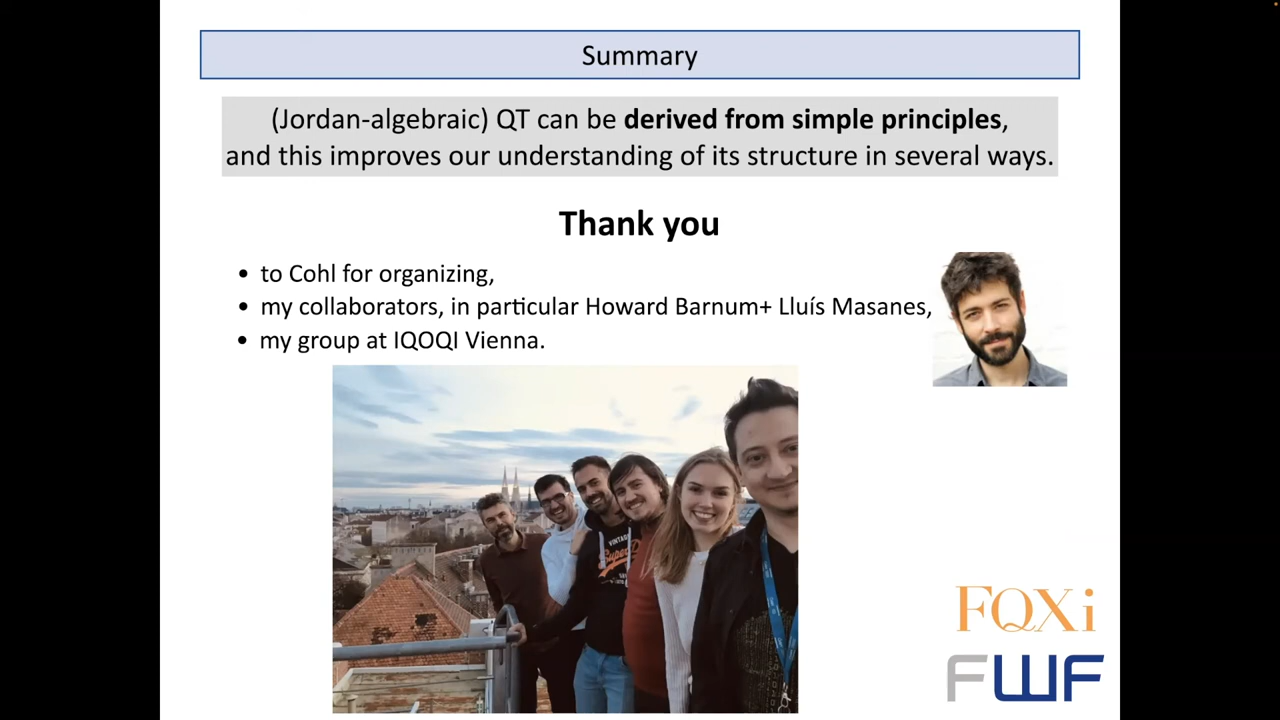 Summary
(Jordan-algebraic) QT can be derived from simple principles,
and this improves our understanding of its structure in several ways.
Thank you
• to Cohl for organizing,
• my collaborators, in particular Howard Barnum+ Lluís Masanes,
• my group at IQOQI Vienna.
VINTAGE
Super
FQXi
FWF